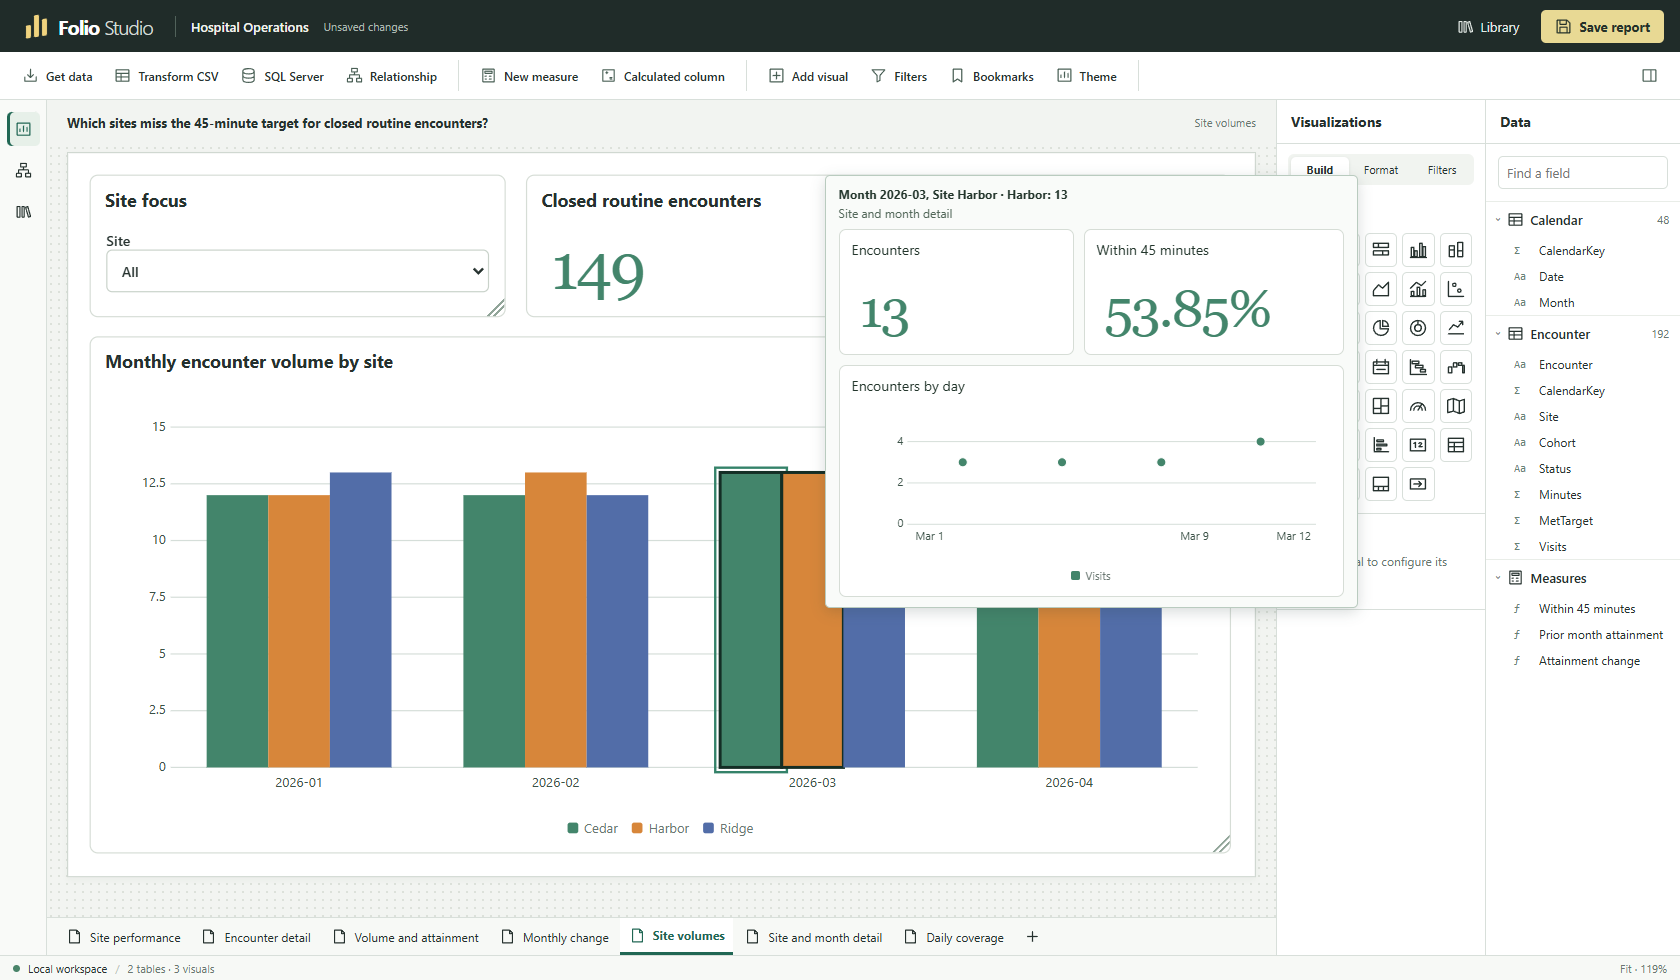 Folio Studio
Hospital Operations
Unsaved changes
Library
Save report
Get data
Transform CSV
SQL Server
Relationship
New measure
Calculated column
Add visual
Filters
Bookmarks
Theme
Which sites miss the 45-minute target for closed routine encounters?
Site volumes
Site focus
Site
All
Closed routine encounters
149
Monthly encounter volume by site
15
12.5
10
7.5
5
2.5
0
2026-01
2026-02
2026-03
2026-04
Cedar
Harbor
Ridge
Month 2026-03, Site Harbor · Harbor: 13
Site and month detail
Encounters
13
Within 45 minutes
53.85%
Encounters by day
4
2
0
Mar 1
Mar 9
Mar 12
Visits
Visualizations
Build
Format
Filters
12
al to configure its
Data
Find a field
Calendar
48
Σ CalendarKey
Aa Date
Aa Month
Encounter
192
Aa Encounter
Σ CalendarKey
Aa Site
Aa Cohort
Aa Status
Σ Minutes
Σ MetTarget
Σ Visits
Measures
f Within 45 minutes
f Prior month attainment
f Attainment change
Site performance
Encounter detail
Volume and attainment
Monthly change
Site volumes
Site and month detail
Daily coverage
+
Local workspace / 2 tables · 3 visuals
Fit · 119%